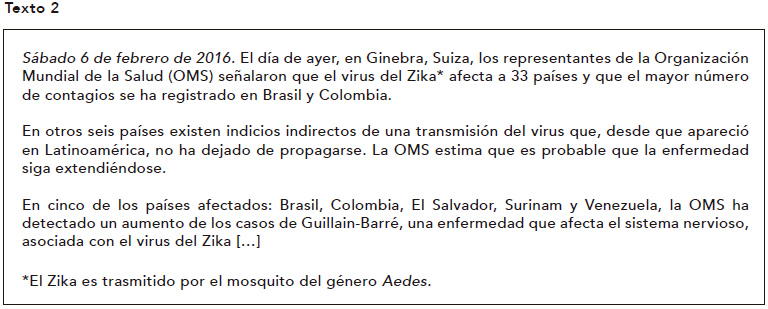 Texto 2
Sábado 6 de febrero de 2016. El día de ayer, en Ginebra, Suiza, los representantes de la Organización
Mundial de la Salud (OMS) señalaron que el virus del Zika* afecta a 33 países y que el mayor número
de contagios se ha registrado en Brasil y Colombia.
En otros seis países existen indicios indirectos de una transmisión del virus que, desde que apareció
en Latinoamérica, no ha dejado de propagarse. La OMS estima que es probable que la enfermedad
siga extendiéndose.
En cinco de los países afectados: Brasil, Colombia, El Salvador, Surinam y Venezuela, la OMS ha
detectado un aumento de los casos de Guillain-Barré, una enfermedad que afecta el sistema nervioso,
asociada con el virus del Zika [...]
*El Zika es trasmitido por el mosquito del género Aedes.